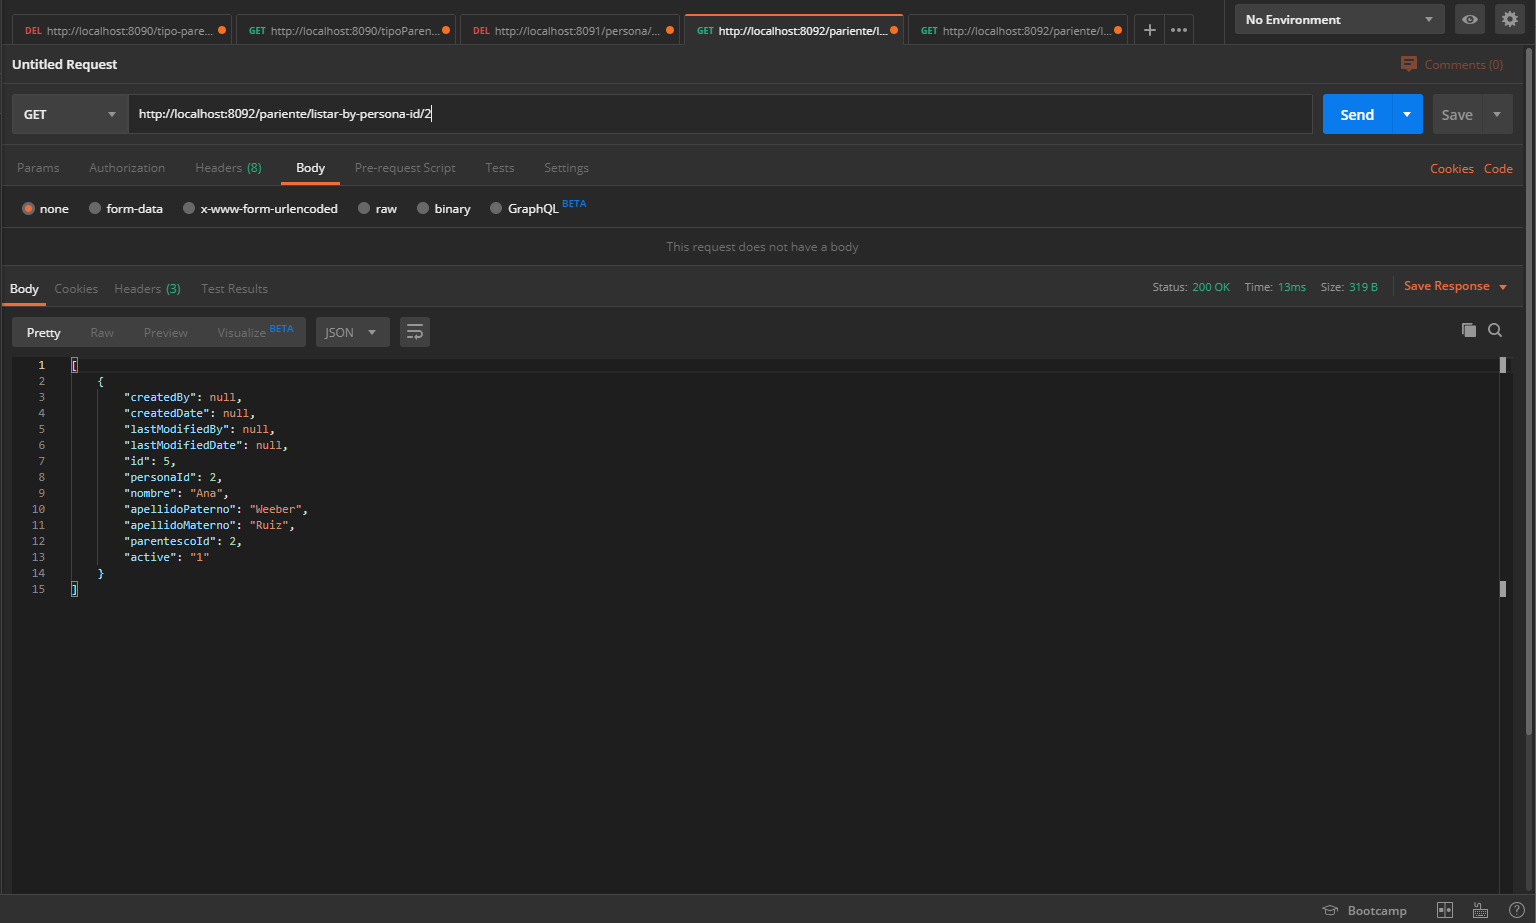 DEL http://localhost:8090/tipo-pare... GET http://localhost:8090/tipoParen... DEL http://localhost:8091/persona/... GET http://localhost:8092/pariente/l... GET http://localhost:8092/pariente/l... No Environment
Untitled Request Comments (0)
GET http://localhost:8092/pariente/listar-by-persona-id/2 Send Save
Params Authorization Headers (8) Body Pre-request Script Tests Settings Cookies Code
none form-data x-www-form-urlencoded raw binary GraphQL BETA
This request does not have a body
Body Cookies Headers (3) Test Results Status: 200 OK Time: 13ms Size: 319 B Save Response
Pretty Raw Preview Visualize BETA JSON
1 [
2 {
3 "createdBy": null,
4 "createdDate": null,
5 "lastModifiedBy": null,
6 "lastModifiedDate": null,
7 "id": 5,
8 "personaId": 2,
9 "nombre": "Ana",
10 "apellidoPaterno": "Weeber",
11 "apellidoMaterno": "Ruiz",
12 "parentescoId": 2,
13 "active": "1"
14 }
15 ]
Bootcamp